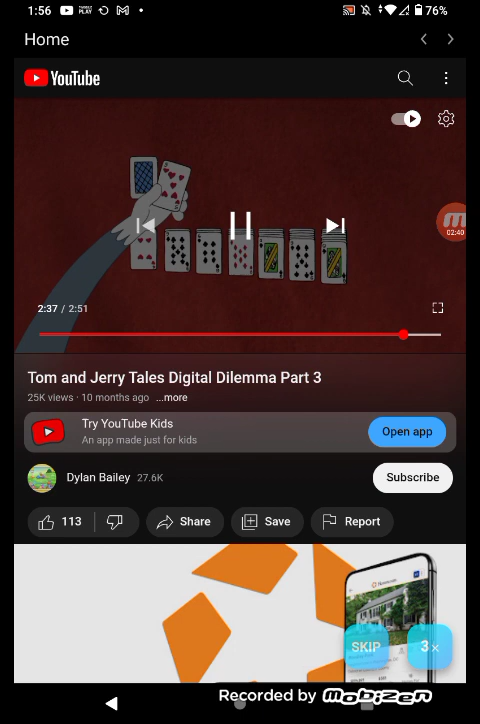 1:56
76%
Home
YouTube
02:40
2:37 / 2:51
Tom and Jerry Tales Digital Dilemma Part 3
25K views · 10 months ago ...more
Try YouTube Kids
An app made just for kids
Open app
Dylan Bailey 27.6K
Subscribe
113
Share
Save
Report
SKIP
3×
Recorded by Mobizen